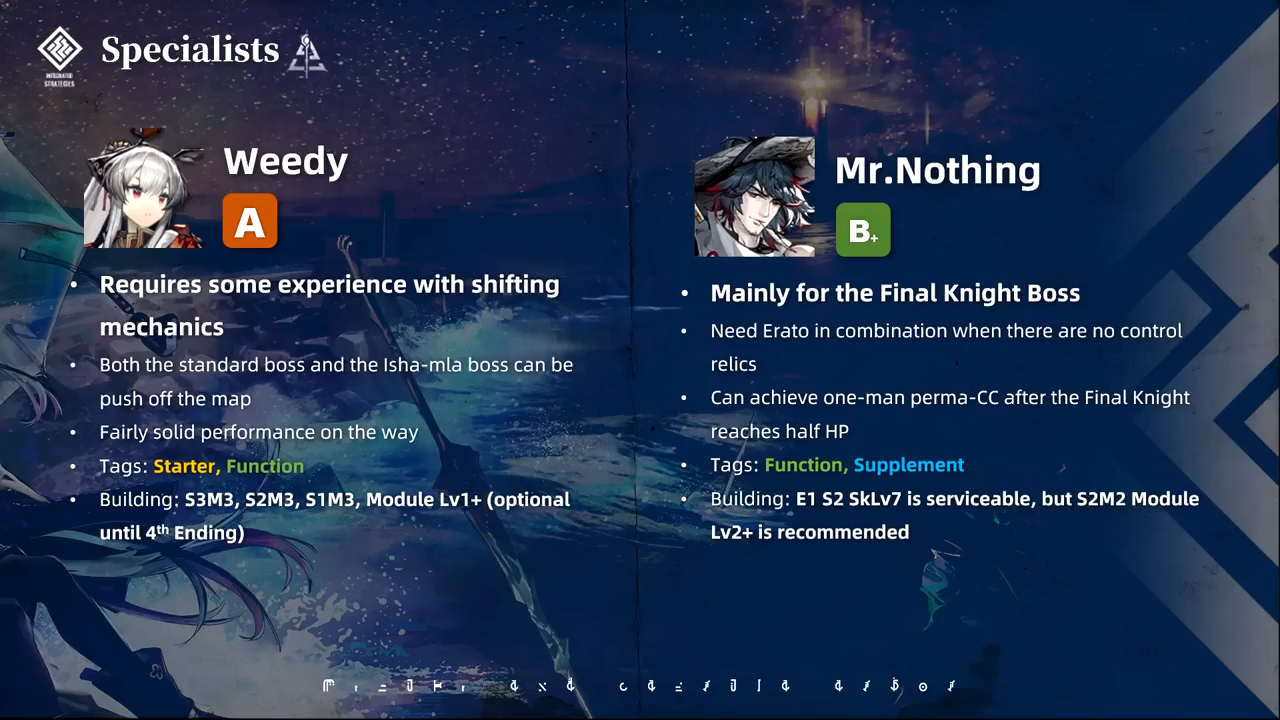 INTEGRATED
STRATEGIES
Specialists
Weedy
A
• Requires some experience with shifting
mechanics
• Both the standard boss and the Isha-mla boss can be
push off the map
• Fairly solid performance on the way
• Tags: Starter, Function
• Building: S3M3, S2M3, S1M3, Module Lv1+ (optional
until 4th Ending)
Mr.Nothing
B+
• Mainly for the Final Knight Boss
• Need Erato in combination when there are no control
relics
• Can achieve one-man perma-CC after the Final Knight
reaches half HP
• Tags: Function, Supplement
• Building: E1 S2 SkLv7 is serviceable, but S2M2 Module
Lv2+ is recommended